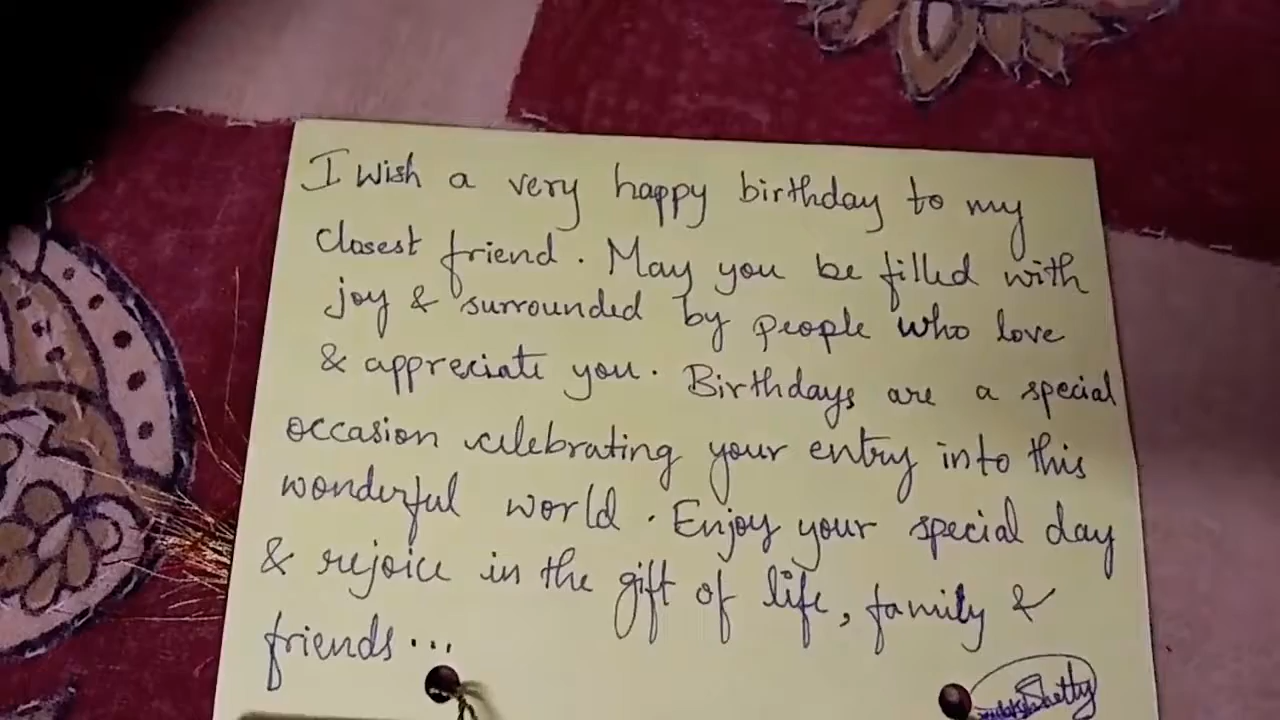 I Wish a very happy birthday to my
closest friend. May you be filled with
joy & surrounded by people who love
& appreciate you. Birthdays are a special
occasion celebrating your entry into this
wonderful world. Enjoy your special day
& rejoice in the gift of life, family &
friends...
Shetty